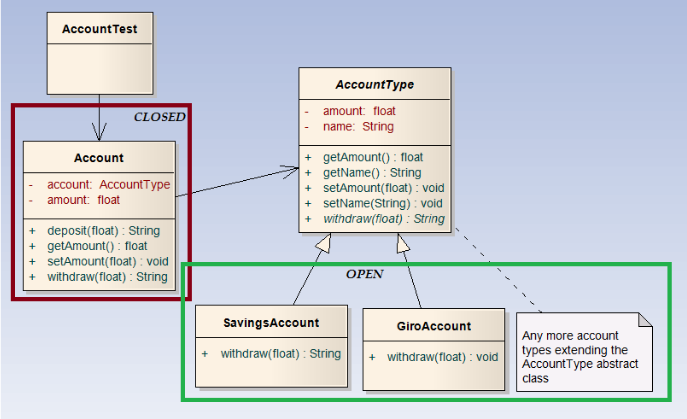 AccountTest
CLOSED
Account
- account: AccountType
- amount: float
+ deposit(float) : String
+ getAmount() : float
+ setAmount(float) : void
+ withdraw(float) : String
AccountType
- amount: float
- name: String
+ getAmount() : float
+ getName() : String
+ setAmount(float) : void
+ setName(String) : void
+ withdraw(float) : String
OPEN
SavingsAccount
+ withdraw(float) : String
GiroAccount
+ withdraw(float) : void
Any more account
types extending the
AccountType abstract
class